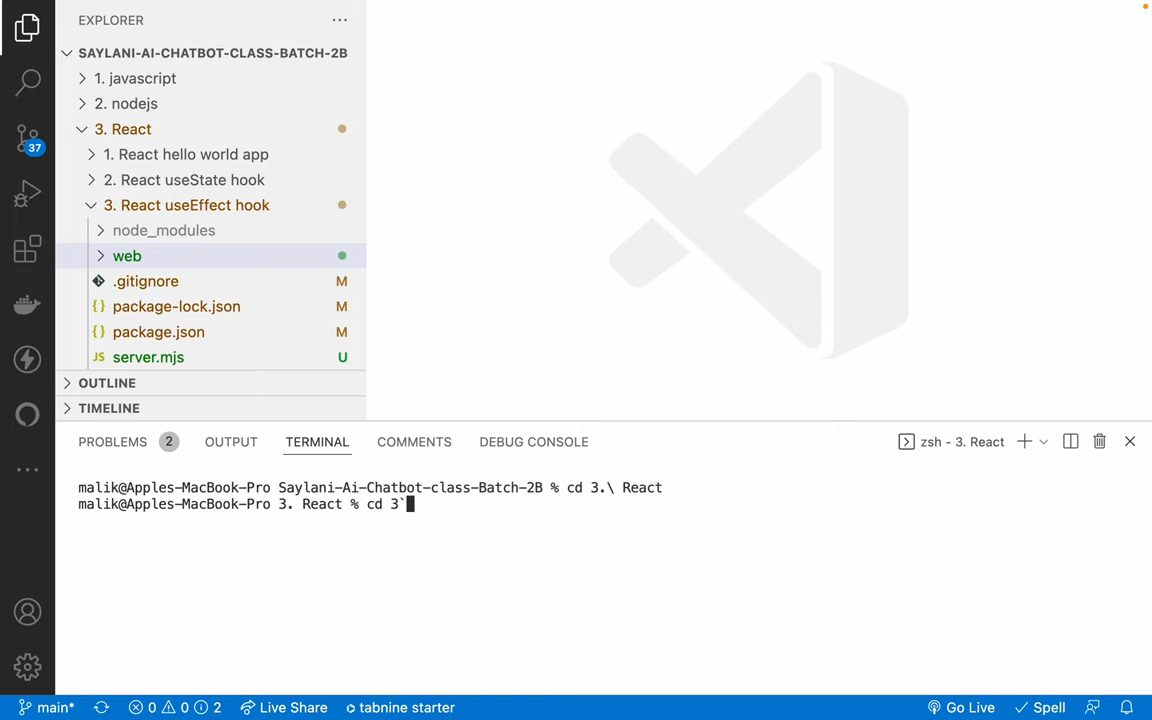 EXPLORER
SAYLANI-AI-CHATBOT-CLASS-BATCH-2B
1. javascript
2. nodejs
3. React
1. React hello world app
2. React useState hook
3. React useEffect hook
node_modules
web
.gitignore M
{} package-lock.json M
{} package.json M
JS server.mjs U
OUTLINE
TIMELINE
37
PROBLEMS 2 OUTPUT TERMINAL COMMENTS DEBUG CONSOLE zsh - 3. React
malik@Apples-MacBook-Pro Saylani-Ai-Chatbot-class-Batch-2B % cd 3.\ React
malik@Apples-MacBook-Pro 3. React % cd 3`
main* 0 0 2 Live Share tabnine starter Go Live Spell